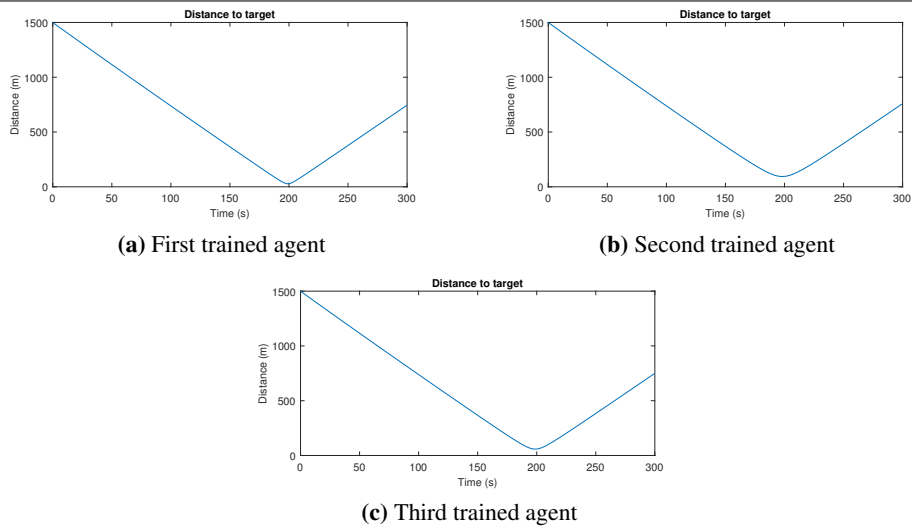 Distance to target
1500
1000
500
0
Distance (m)
0 50 100 150 200 250 300
Time (s)
(a) First trained agent
Distance to target
1500
1000
500
0
Distance (m)
0 50 100 150 200 250 300
Time (s)
(b) Second trained agent
Distance to target
1500
1000
500
0
Distance (m)
0 50 100 150 200 250 300
Time (s)
(c) Third trained agent